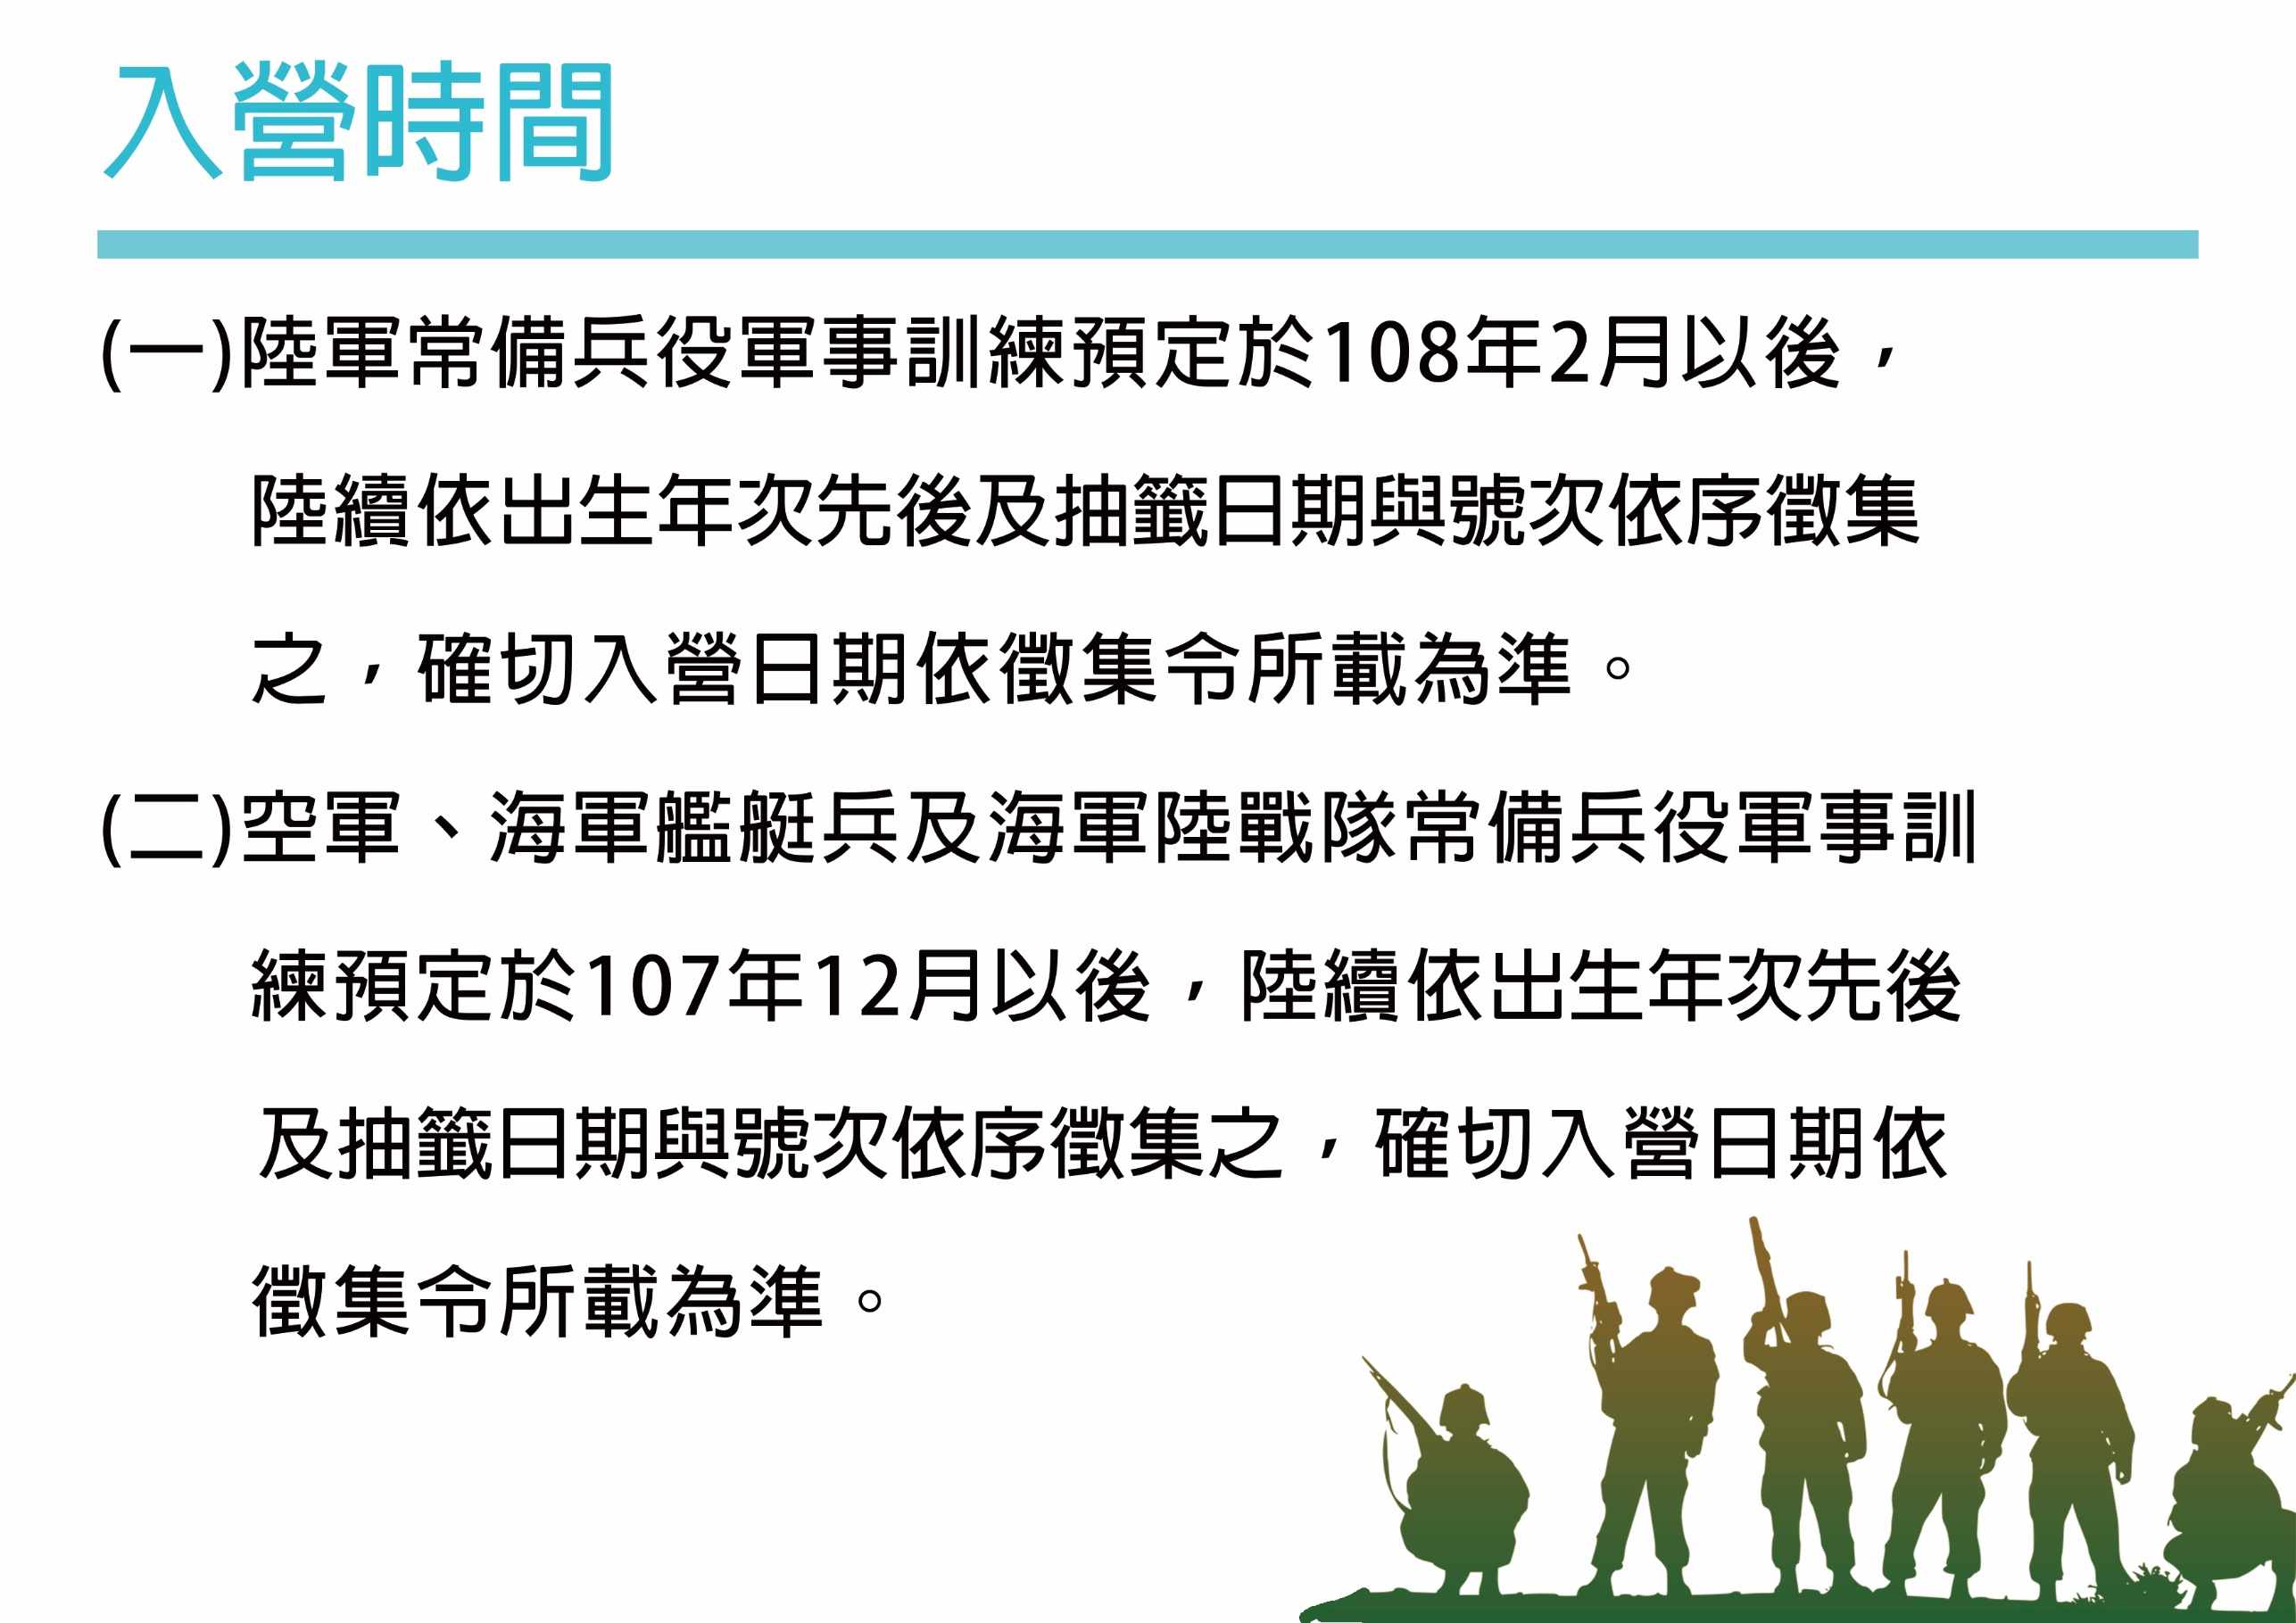 入營時間
(一)陸軍常備兵役軍事訓練預定於108年2月以後，
陸續依出生年次先後及抽籤日期與號次依序徵集
之，確切入營日期依徵集令所載為準。
(二)空軍、海軍艦艇兵及海軍陸戰隊常備兵役軍事訓
練預定於107年12月以後，陸續依出生年次先後
及抽籤日期與號次依序徵集之，確切入營日期依
徵集令所載為準。